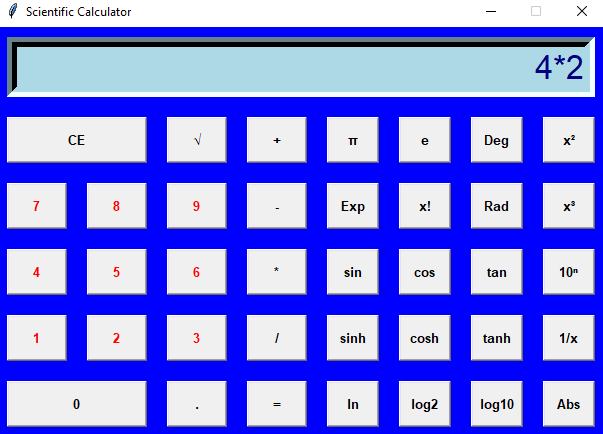 Scientific Calculator
4*2
CE √ + π e Deg x²
7 8 9 - Exp x! Rad x³
4 5 6 * sin cos tan 10ⁿ
1 2 3 / sinh cosh tanh 1/x
0 . = ln log2 log10 Abs